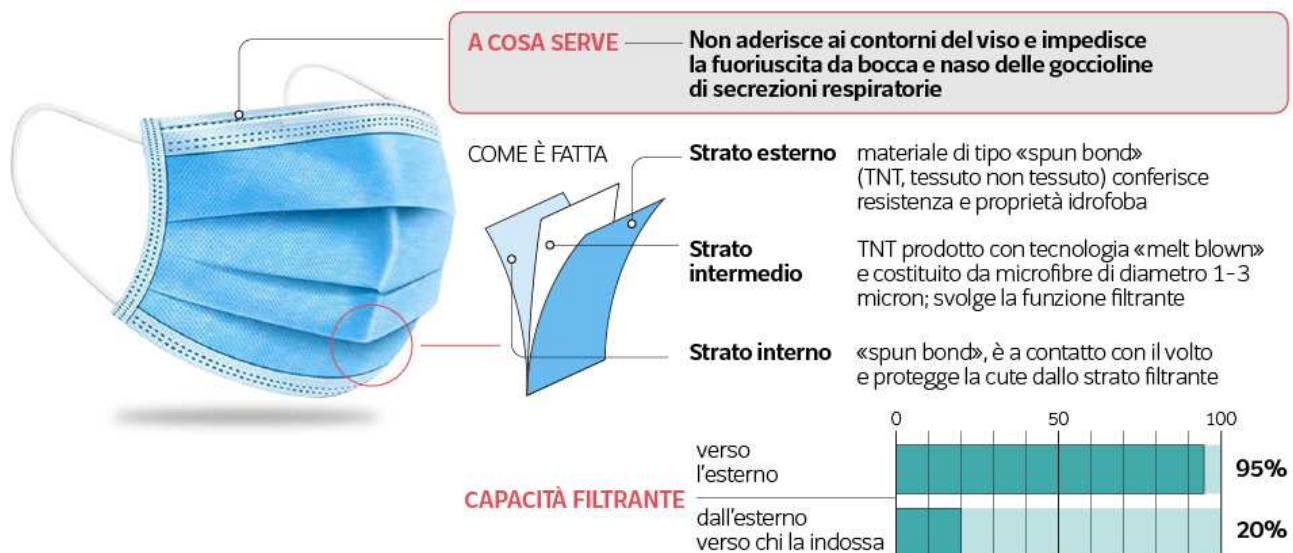 A COSA SERVE
Non aderisce ai contorni del viso e impedisce
la fuoriuscita da bocca e naso delle goccioline
di secrezioni respiratorie
COME È FATTA
Strato esterno
materiale di tipo «spun bond»
(TNT, tessuto non tessuto) conferisce
resistenza e proprietà idrofoba
Strato
intermedio
TNT prodotto con tecnologia «melt blown»
e costituito da microfibre di diametro 1-3
micron; svolge la funzione filtrante
Strato interno
«spun bond», è a contatto con il volto
e protegge la cute dallo strato filtrante
CAPACITÀ FILTRANTE
0 50 100
verso
l'esterno
95%
dall'esterno
verso chi la indossa
20%